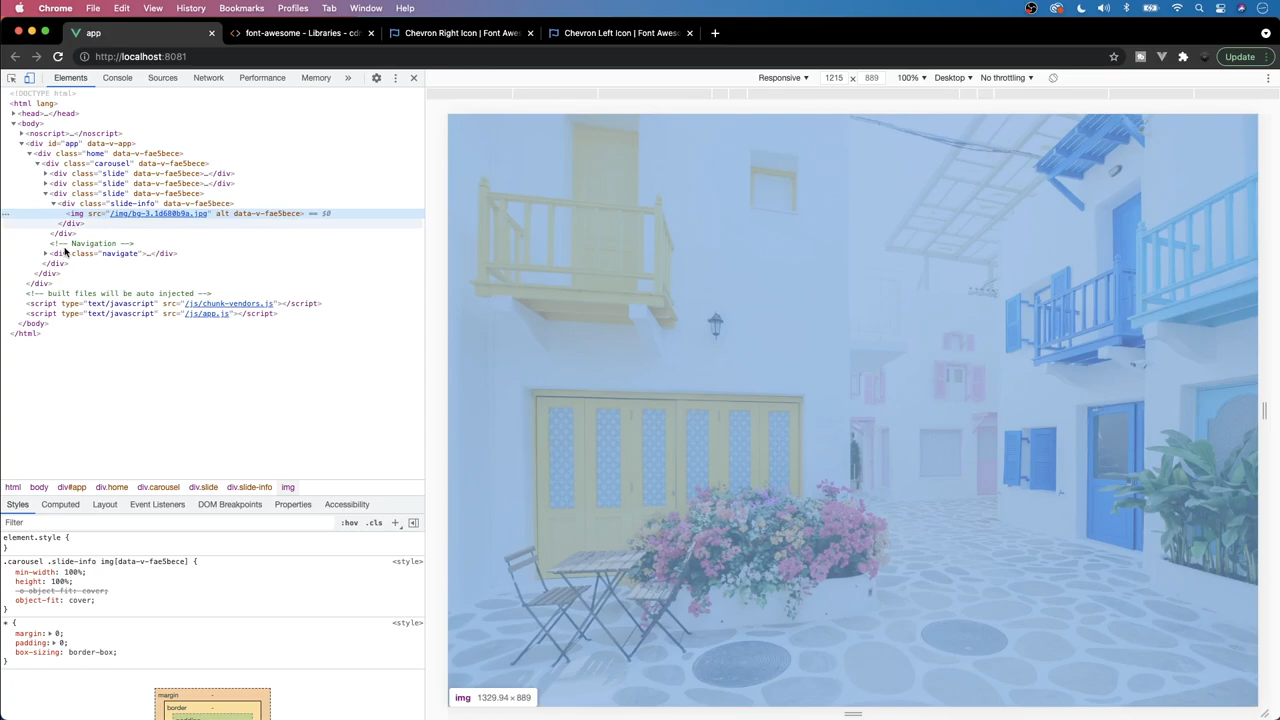 Chrome File Edit View History Bookmarks Profiles Tab Window Help
app
font-awesome - Libraries - cdn
Chevron Right Icon | Font Awes
Chevron Left Icon | Font Aweso
http://localhost:8081
Update
Elements Console Sources Network Performance Memory
Responsive 1215 × 889 100% Desktop No throttling
<!DOCTYPE html>
<html lang>
<head>…</head>
<body>
<noscript>…</noscript>
<div id="app" data-v-app>
<div class="home" data-v-fae5bece>
<div class="carousel" data-v-fae5bece>
<div class="slide" data-v-fae5bece>…</div>
<div class="slide" data-v-fae5bece>…</div>
<div class="slide" data-v-fae5bece>
<div class="slide-info" data-v-fae5bece>
<img src="/img/bg-3.1d680b9a.jpg" alt data-v-fae5bece> == $0
</div>
</div>
<!-- Navigation -->
<div class="navigate">…</div>
</div>
</div>
</div>
<!-- built files will be auto injected -->
<script type="text/javascript" src="/js/chunk-vendors.js"></script>
<script type="text/javascript" src="/js/app.js"></script>
</body>
</html>
html body div#app div.home div.carousel div.slide div.slide-info img
Styles Computed Layout Event Listeners DOM Breakpoints Properties Accessibility
Filter :hov .cls +
element.style {
}
.carousel .slide-info img[data-v-fae5bece] { <style>
min-width: 100%;
height: 100%;
-o object-fit: cover;
object-fit: cover;
}
* { <style>
margin: 0;
padding: 0;
box-sizing: border-box;
}
margin -
border -
img 1329.94 × 889